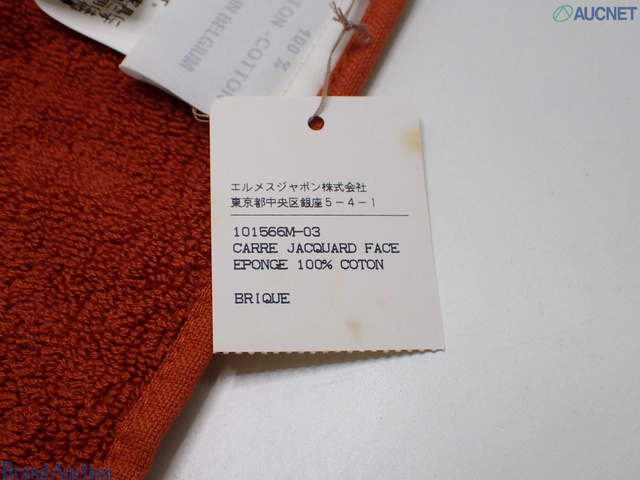 AUCNET
COTTON - COTTON
100 %
IN BELGIUM
エルメスジャポン株式会社
東京都中央区銀座5-4-1
101566M-03
CARRE JACQUARD FACE
EPONGE 100% COTON
BRIQUE
Brand Auction